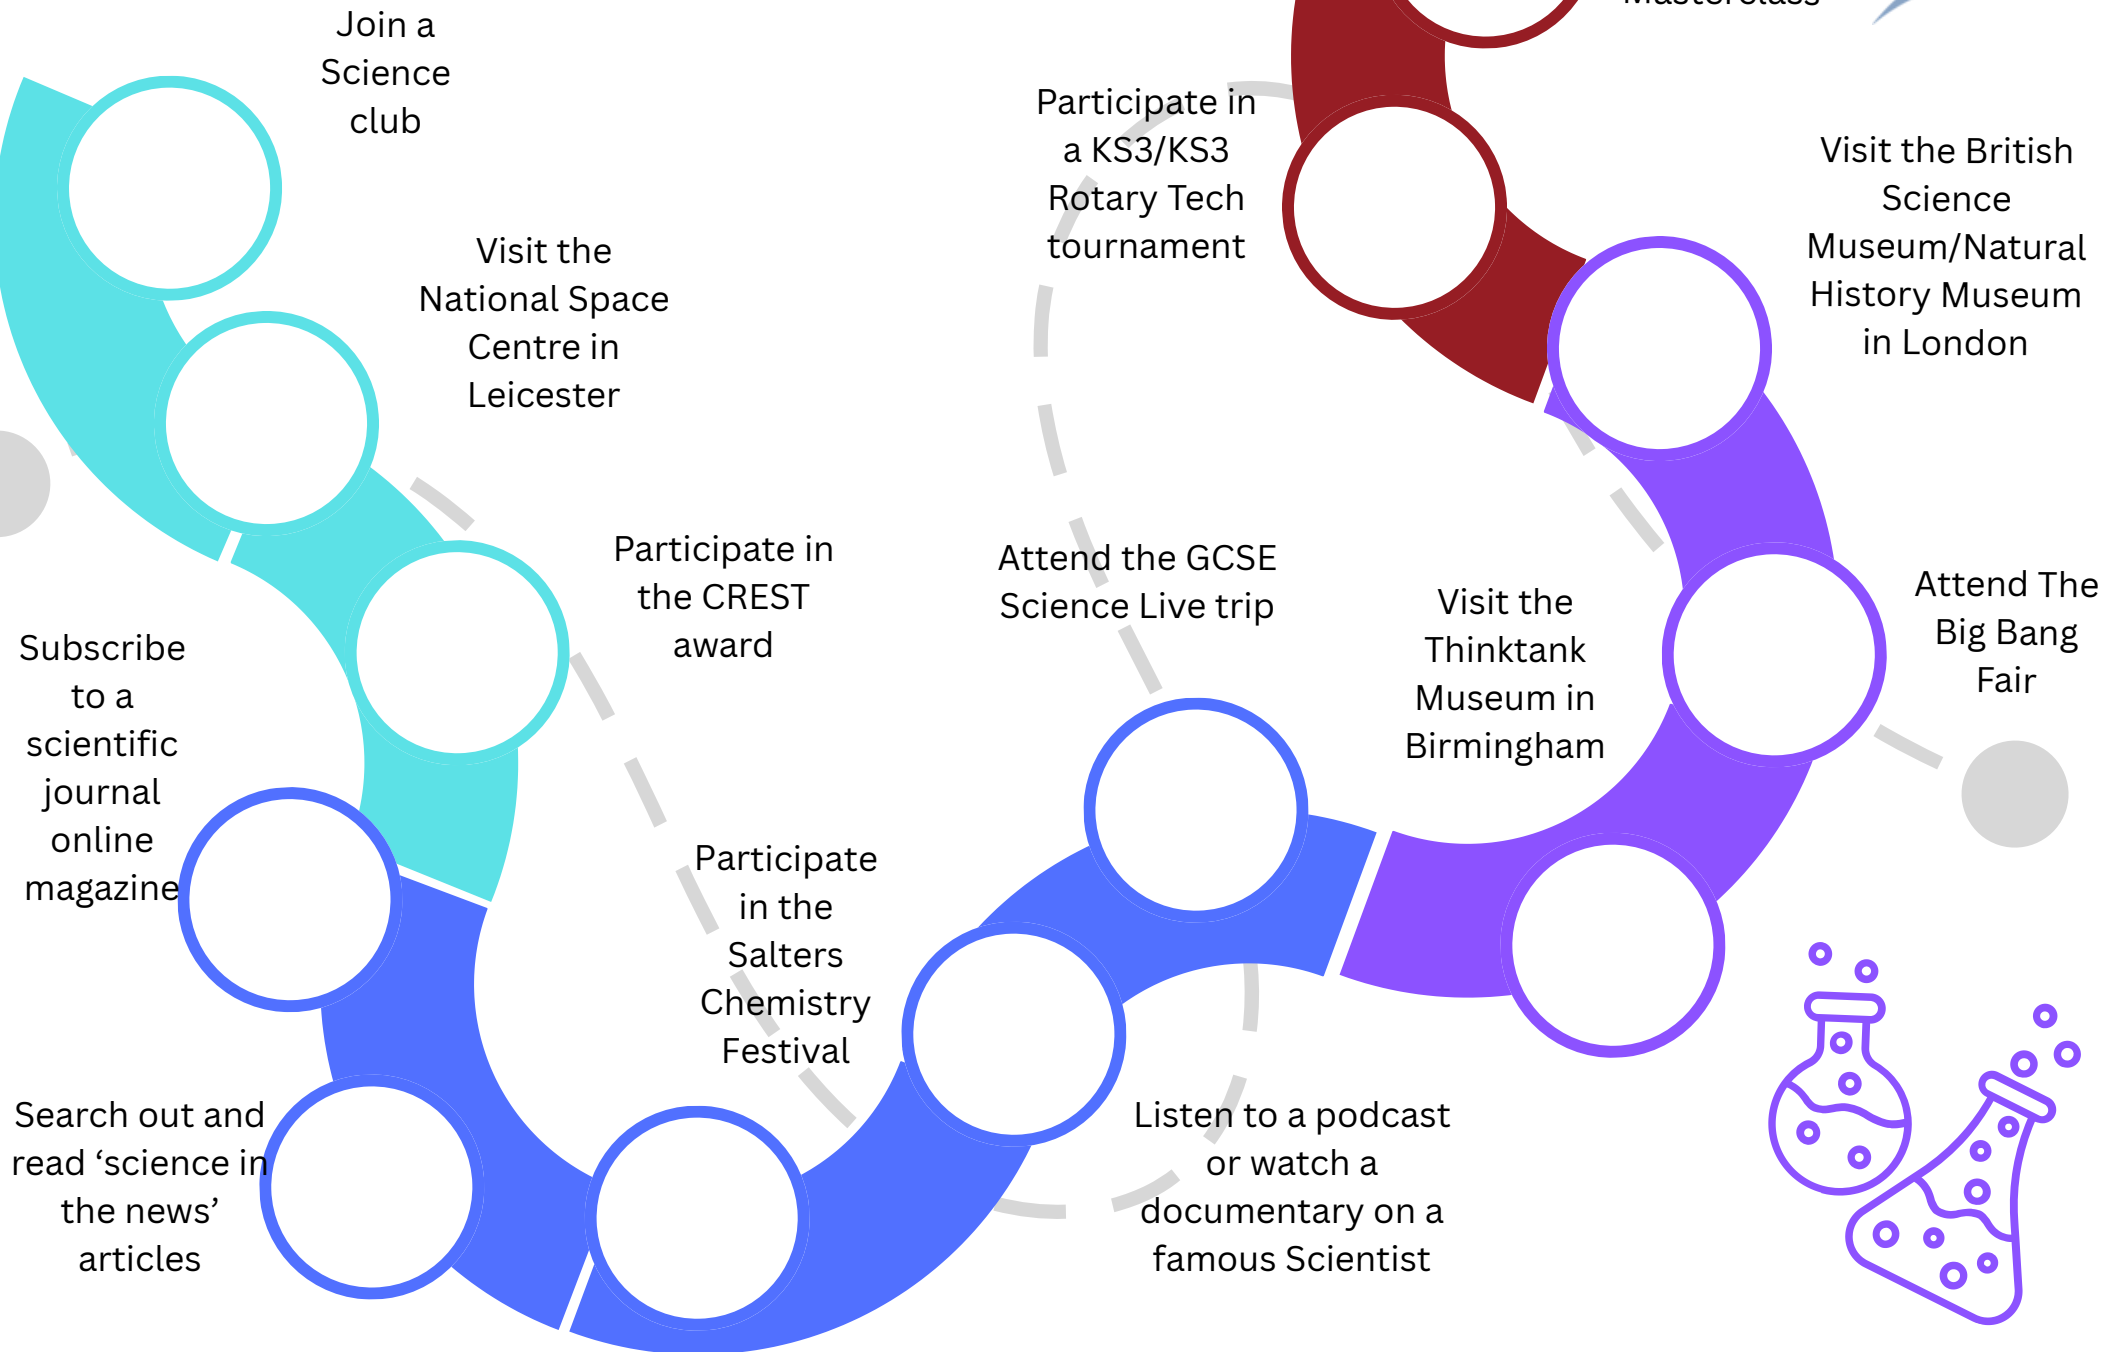 Join a
Science
club
Masterclass
Participate in
a KS3/KS3
Rotary Tech
tournament
Visit the British
Science
Museum/Natural
History Museum
in London
Visit the
National Space
Centre in
Leicester
Participate in
the CREST
award
Attend the GCSE
Science Live trip
Visit the
Thinktank
Museum in
Birmingham
Attend The
Big Bang
Fair
Subscribe
to a
scientific
journal
online
magazine
Participate
in the
Salters
Chemistry
Festival
Search out and
read ‘science in
the news’
articles
Listen to a podcast
or watch a
documentary on a
famous Scientist